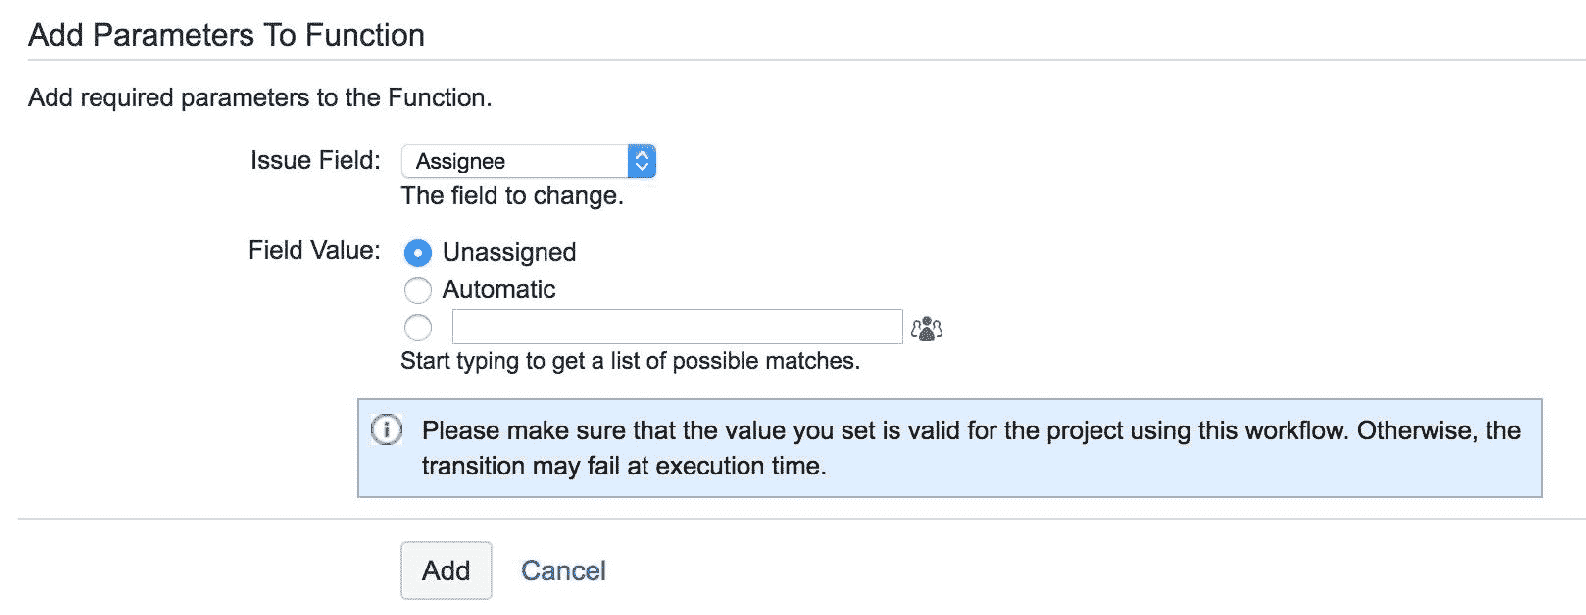 Add Parameters To Function
Add required parameters to the Function.
Issue Field: Assignee
The field to change.
Field Value: Unassigned
Automatic
Start typing to get a list of possible matches.
Please make sure that the value you set is valid for the project using this workflow. Otherwise, the
transition may fail at execution time.
Add Cancel